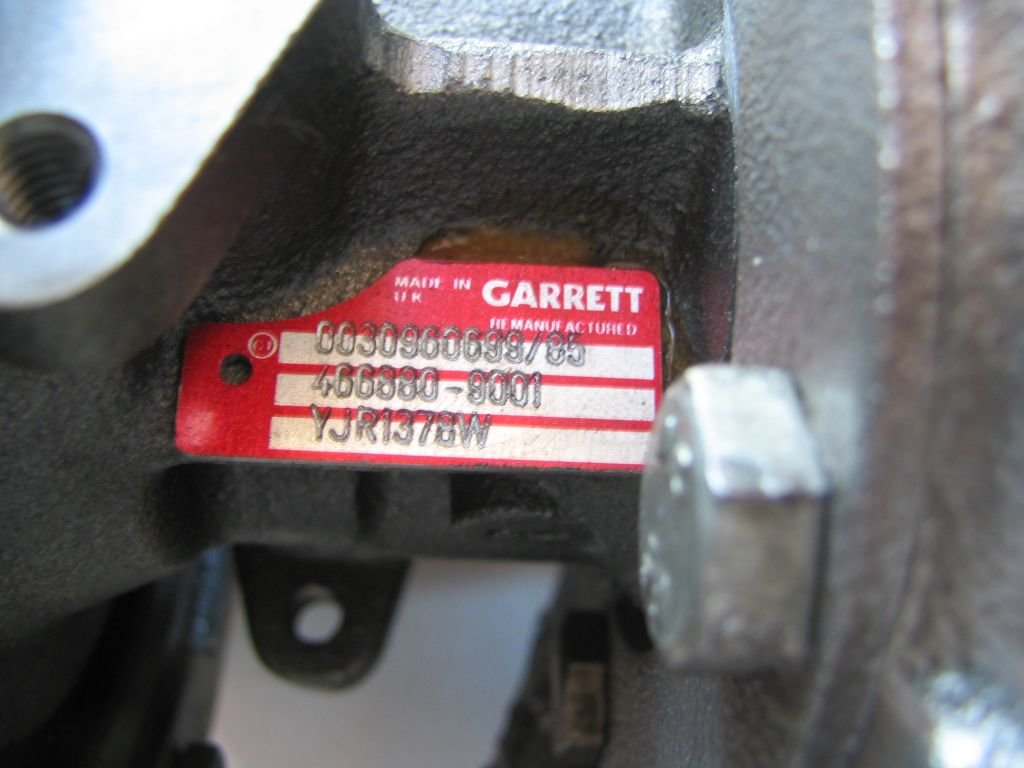 MADE IN
U K
GARRETT
REMANUFACTURED
0030960699/85
466880-9001
YJR1378W